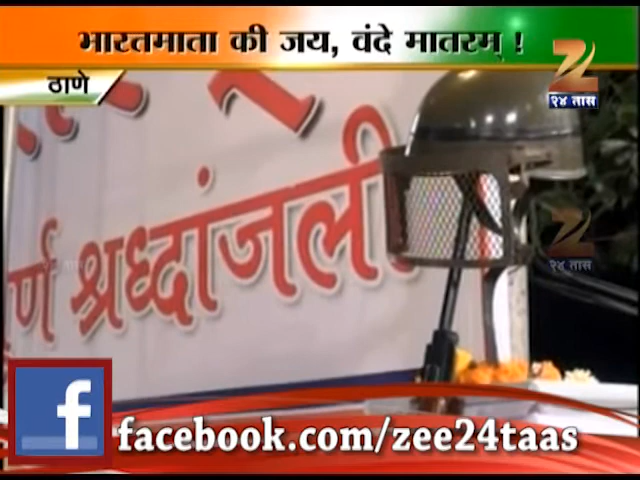 भारतमाता की जय, वंदे मातरम् !
ठाणे
२४ तास
श्रध्दांजली
२४ तास
f facebook.com/zee24taas